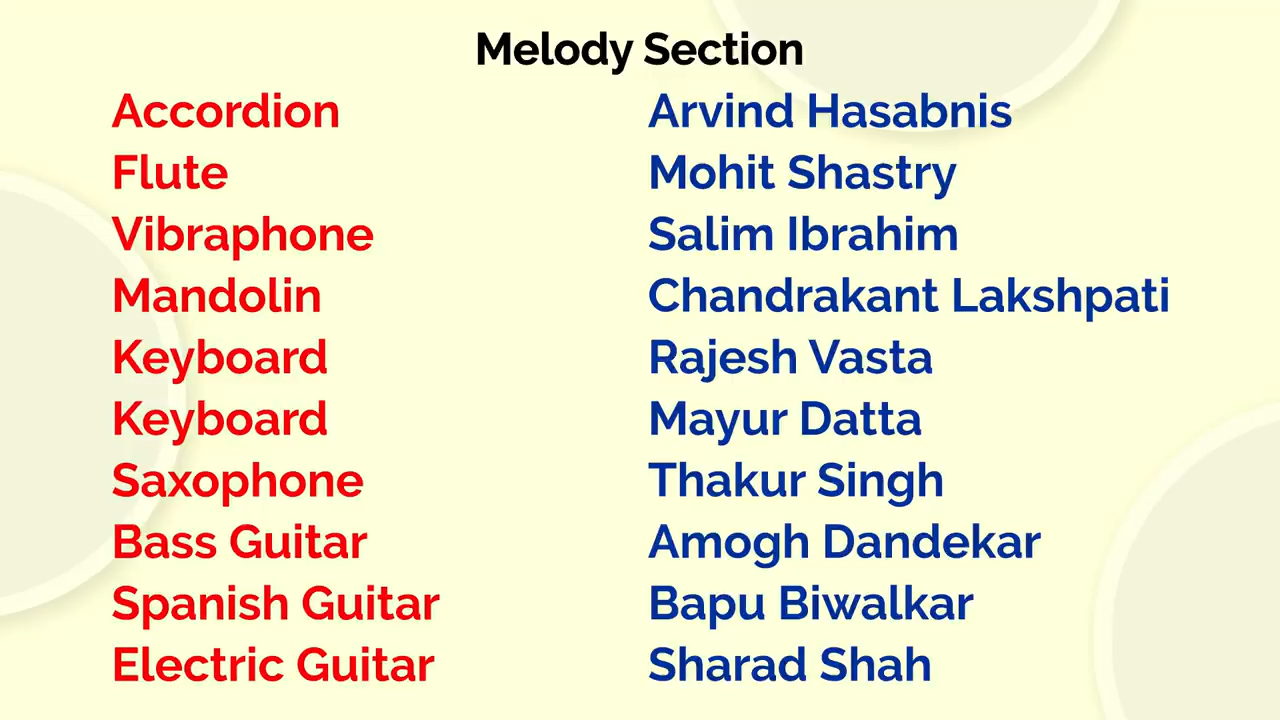 Melody Section
Accordion Arvind Hasabnis
Flute Mohit Shastry
Vibraphone Salim Ibrahim
Mandolin Chandrakant Lakshpati
Keyboard Rajesh Vasta
Keyboard Mayur Datta
Saxophone Thakur Singh
Bass Guitar Amogh Dandekar
Spanish Guitar Bapu Biwalkar
Electric Guitar Sharad Shah